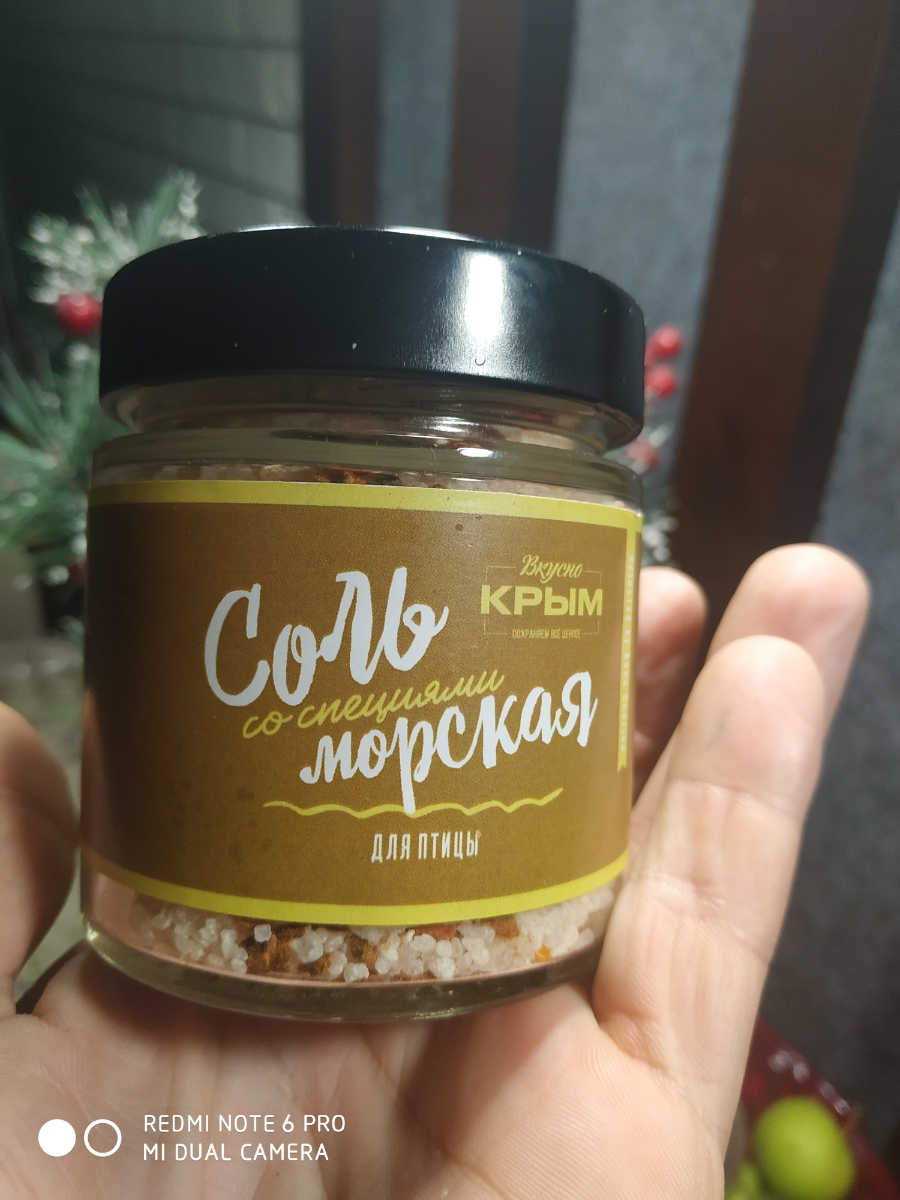 Вкусно
КРЫМ
СОХРАНЯЕМ ВСЁ ЦЕННОЕ
Соль
со специями
морская
ДЛЯ ПТИЦЫ
REDMI NOTE 6 PRO
MI DUAL CAMERA